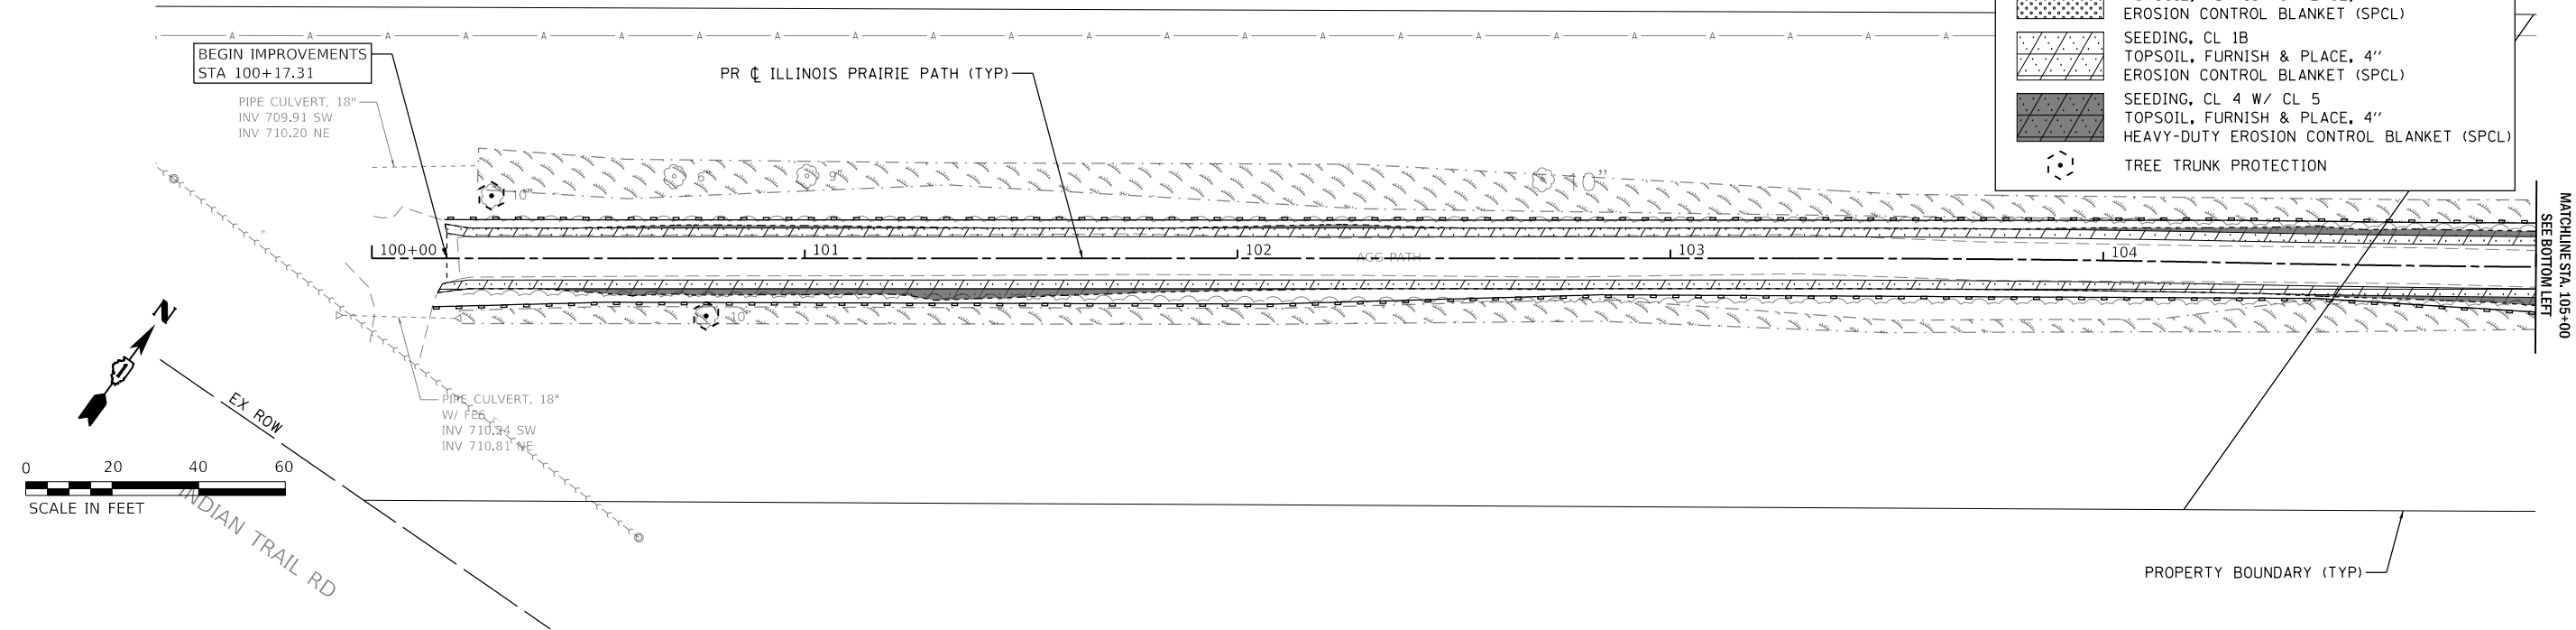 EROSION CONTROL BLANKET (SPCL)
SEEDING, CL 1B
TOPSOIL, FURNISH & PLACE, 4''
EROSION CONTROL BLANKET (SPCL)
SEEDING, CL 4 W/ CL 5
TOPSOIL, FURNISH & PLACE, 4''
HEAVY-DUTY EROSION CONTROL BLANKET (SPCL)
TREE TRUNK PROTECTION
A A A A A A A A A A A A A A A A A A A A A A A
BEGIN IMPROVEMENTS
STA 100+17.31
PR ℄ ILLINOIS PRAIRIE PATH (TYP)
PIPE CULVERT, 18"
INV 709.91 SW
INV 710.20 NE
10"
6"
9"
10"
100+00
101
102
103
104
AGG PATH
10"
MATCHLINE STA. 105+00
SEE BOTTOM LEFT
N
PIPE CULVERT, 18"
W/ FES
INV 710.24 SW
INV 710.81 NE
EX ROW
0 20 40 60
SCALE IN FEET
INDIAN TRAIL RD
PROPERTY BOUNDARY (TYP)